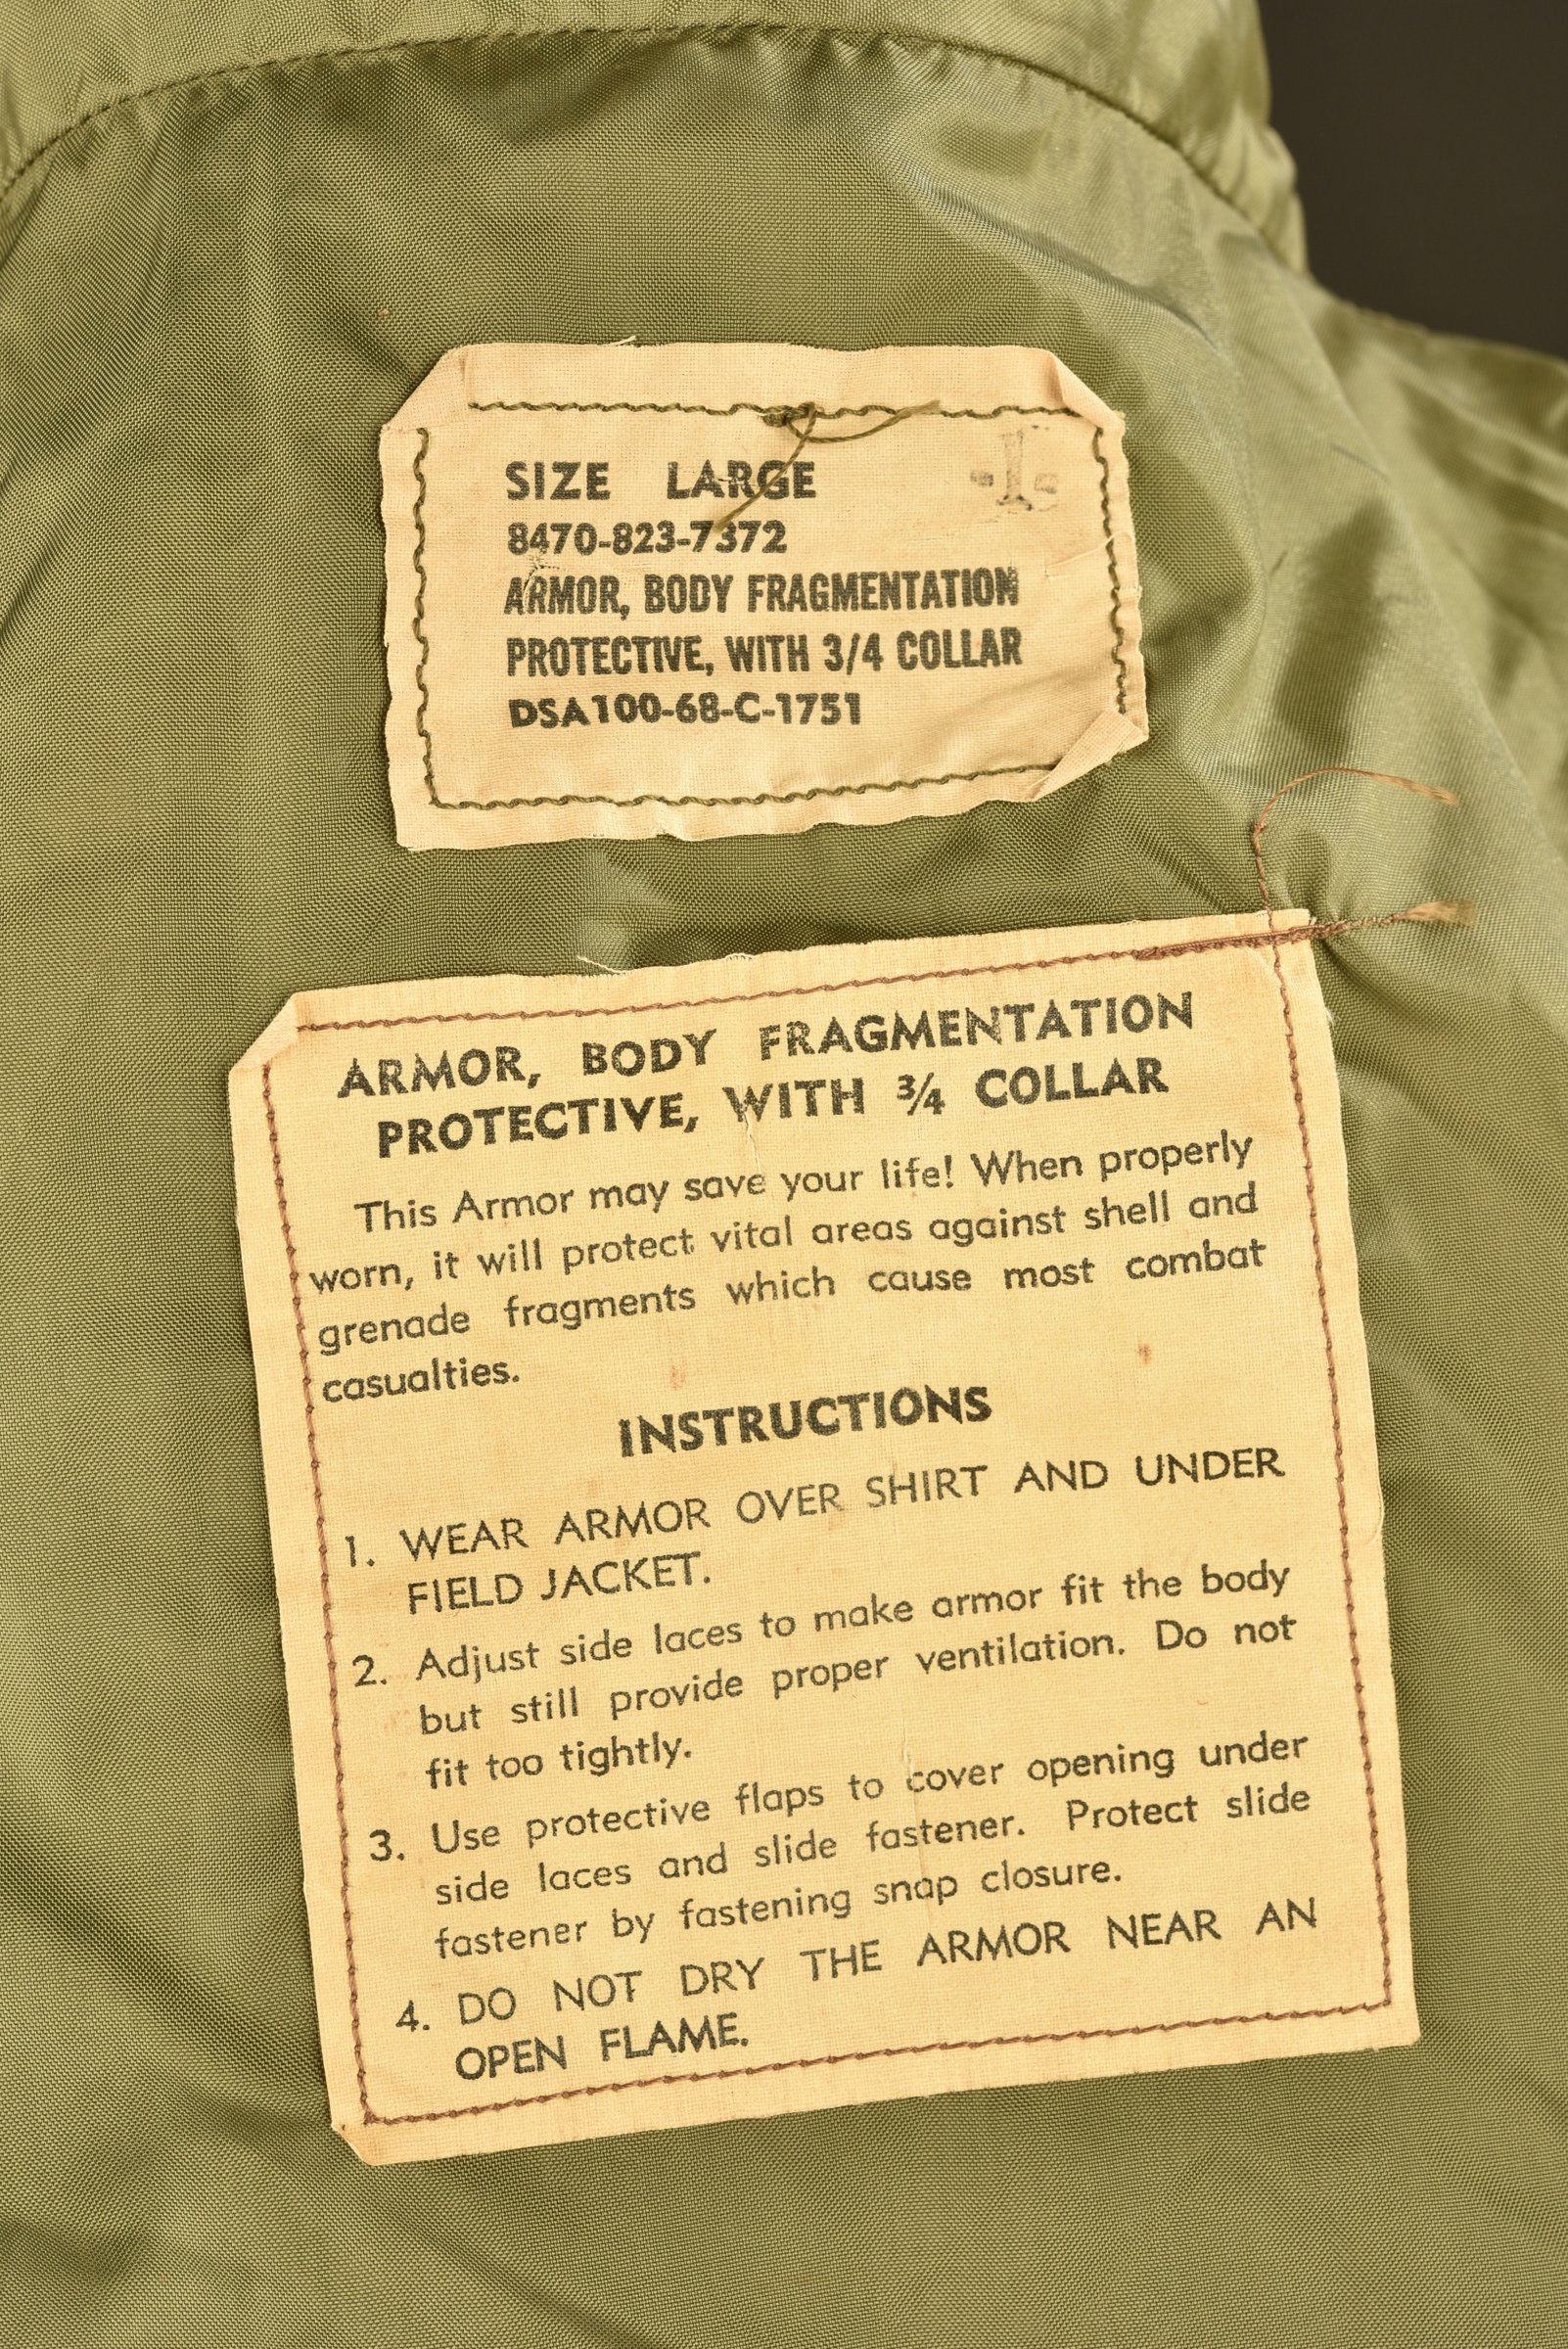 SIZE LARGE
8470-823-7372
ARMOR, BODY FRAGMENTATION
PROTECTIVE, WITH 3/4 COLLAR
DSA100-68-C-1751
ARMOR, BODY FRAGMENTATION
PROTECTIVE, WITH ¾ COLLAR
This Armor may save your life! When properly
worn, it will protect vital areas against shell and
grenade fragments which cause most combat
casualties.
INSTRUCTIONS
1. WEAR ARMOR OVER SHIRT AND UNDER
FIELD JACKET.
2. Adjust side laces to make armor fit the body
but still provide proper ventilation. Do not
fit too tightly.
3. Use protective flaps to cover opening under
side laces and slide fastener. Protect slide
fastener by fastening snap closure.
4. DO NOT DRY THE ARMOR NEAR AN
OPEN FLAME.